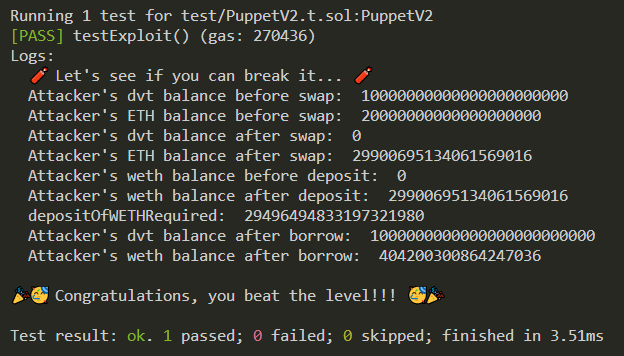 Running 1 test for test/PuppetV2.t.sol:PuppetV2
[PASS] testExploit() (gas: 270436)
Logs:
🧨 Let's see if you can break it... 🧨
Attacker's dvt balance before swap:  10000000000000000000000
Attacker's ETH balance before swap:  20000000000000000000
Attacker's dvt balance after swap:  0
Attacker's ETH balance after swap:  29900695134061569016
Attacker's weth balance before deposit:  0
Attacker's weth balance after deposit:  29900695134061569016
depositOfWETHRequired:  29496494833197321980
Attacker's dvt balance after borrow:  1000000000000000000000000
Attacker's weth balance after borrow:  404200300864247036
🎉🥳 Congratulations, you beat the level!!! 🥳🎉
Test result: ok. 1 passed; 0 failed; 0 skipped; finished in 3.51ms